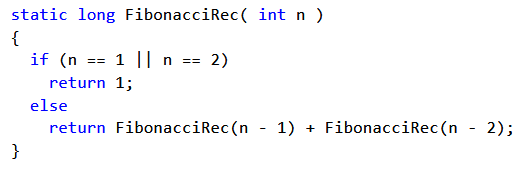 static long FibonacciRec( int n )
{
  if (n == 1 || n == 2)
    return 1;
  else
    return FibonacciRec(n - 1) + FibonacciRec(n - 2);
}